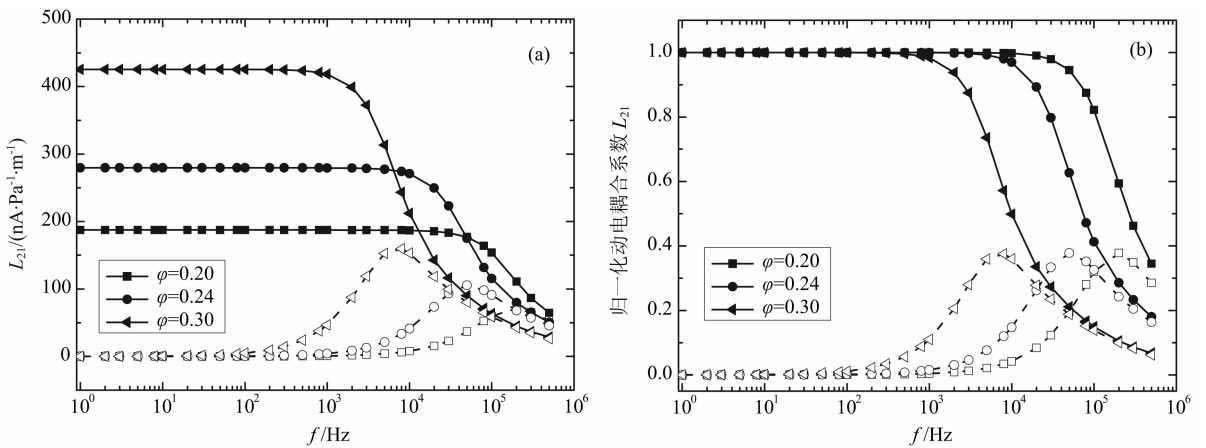 500
450
400
300
200
100
50
0
L₂₁/(nA·Pa⁻¹·m⁻¹)
(a)
φ=0.20
φ=0.24
φ=0.30
10⁰ 10¹ 10² 10³ 10⁴ 10⁵ 10⁶
f /Hz
1.0
0.8
0.6
0.4
0.2
0.0
归一化动电耦合系数 L₂₁
(b)
φ=0.20
φ=0.24
φ=0.30
10⁰ 10¹ 10² 10³ 10⁴ 10⁵ 10⁶
f /Hz